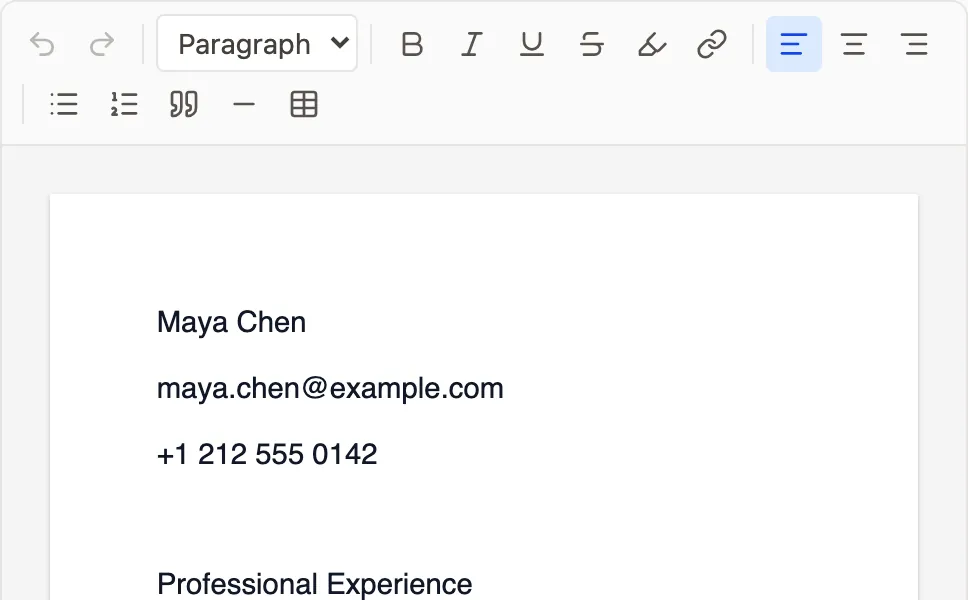 Paragraph
Maya Chen
maya.chen@example.com
+1 212 555 0142
Professional Experience